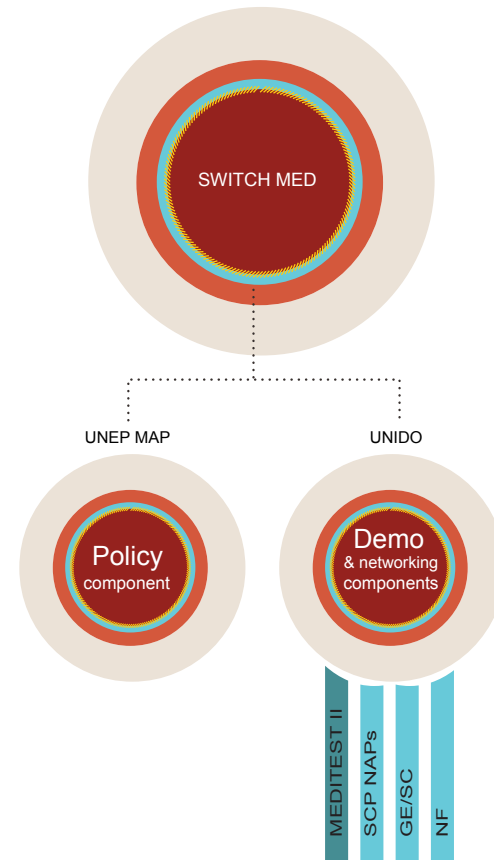 SWITCH MED
UNEP MAP
UNIDO
Policy
component
Demo
& networking
components
MEDITEST II
SCP NAPs
GE/SC
NF